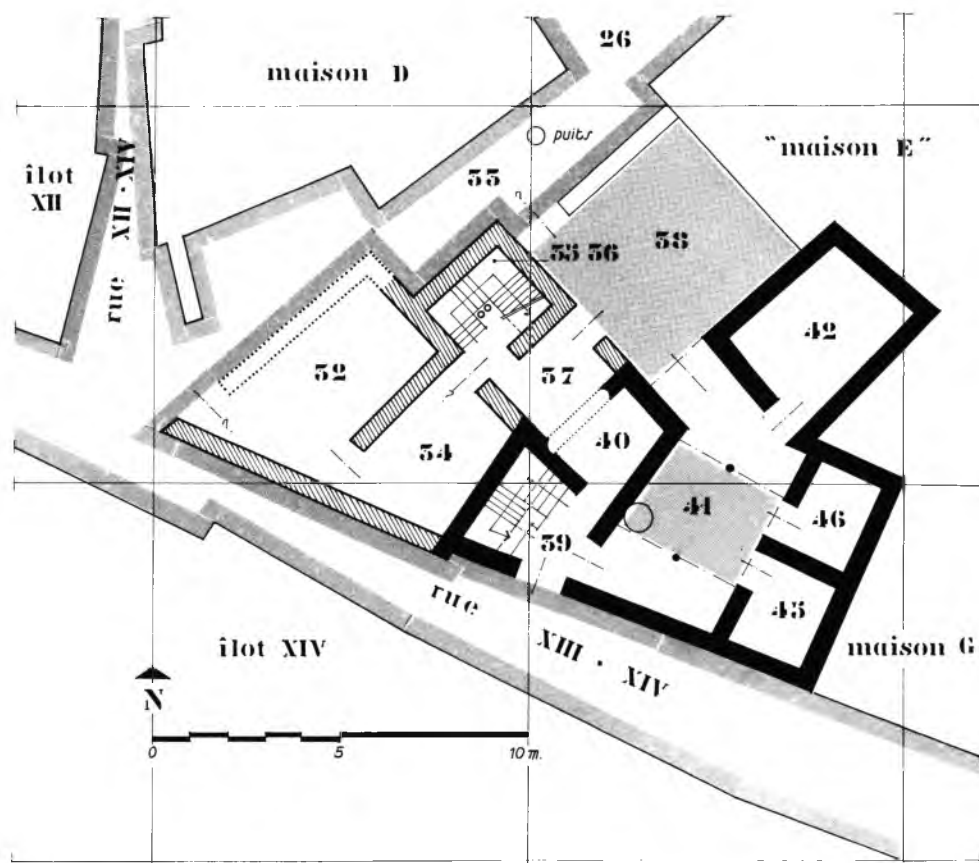 26
maison D
puits
"maison E"
îlot
XII
rue XII · XIV
33
35 36
38
42
32
37
34
40
41
46
39
45
rue XIII · XIV
îlot XIV
maison G
N
0 5 10 m.